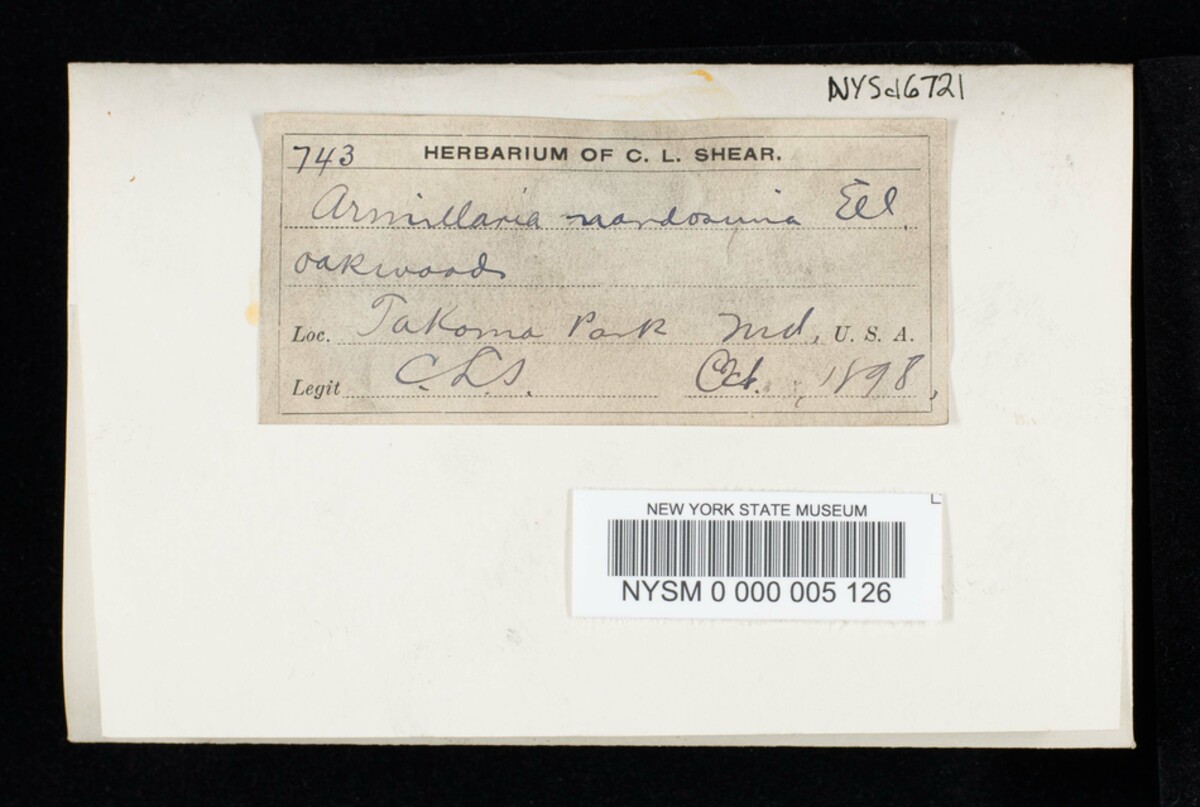 NYSd6721
743 HERBARIUM OF C. L. SHEAR.
Armillaria nardosmia Ell.
oakwoods
Loc. Takoma Park Md, U. S. A.
Legit C.L.S. Oct. , 1898,
NEW YORK STATE MUSEUM
NYSM 0 000 005 126